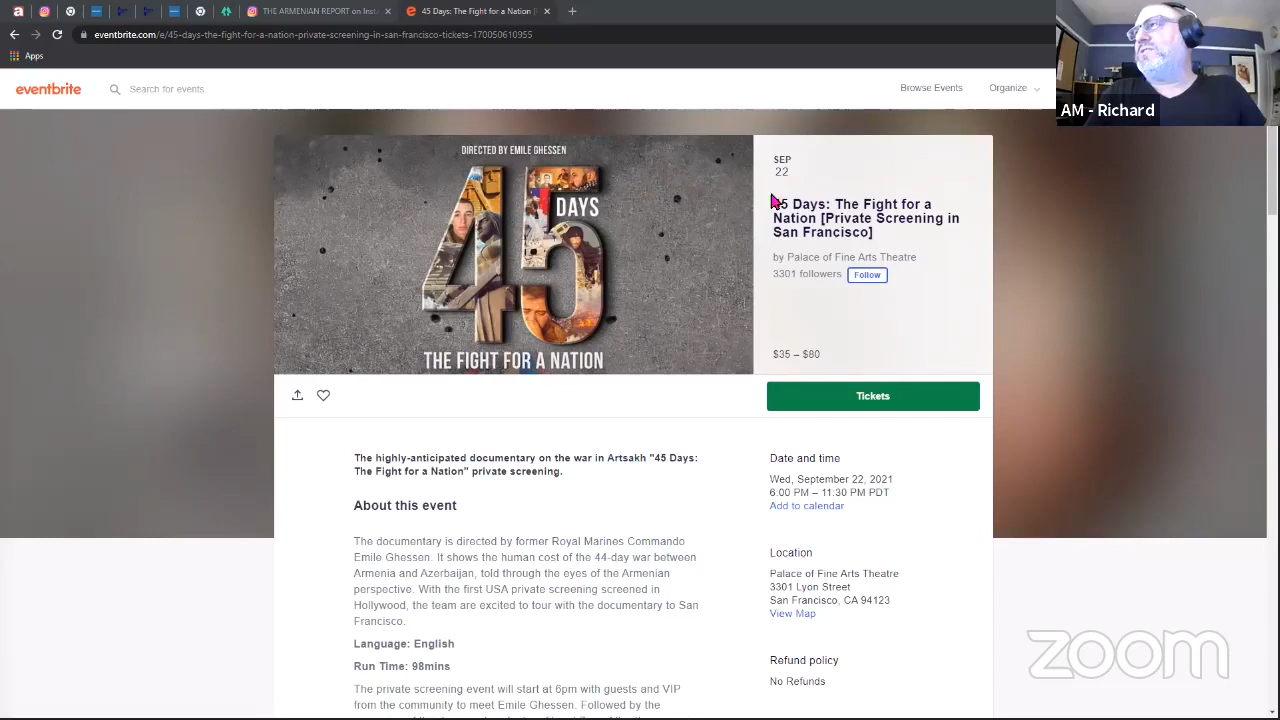 THE ARMENIAN REPORT on Inst
45 Days: The Fight for a Nation [
eventbrite.com/e/45-days-the-fight-for-a-nation-private-screening-in-san-francisco-tickets-170050610955
Apps
eventbrite
Search for events
Browse Events
Organize
AM - Richard
DIRECTED BY EMILE GHESSEN
45
DAYS
THE FIGHT FOR A NATION
SEP
22
45 Days: The Fight for a
Nation [Private Screening in
San Francisco]
by Palace of Fine Arts Theatre
3301 followers
Follow
$35 – $80
Tickets
The highly-anticipated documentary on the war in Artsakh "45 Days:
The Fight for a Nation" private screening.
About this event
The documentary is directed by former Royal Marines Commando
Emile Ghessen. It shows the human cost of the 44-day war between
Armenia and Azerbaijan, told through the eyes of the Armenian
perspective. With the first USA private screening screened in
Hollywood, the team are excited to tour with the documentary to San
Francisco.
Language: English
Run Time: 98mins
The private screening event will start at 6pm with guests and VIP
from the community to meet Emile Ghessen. Followed by the
Date and time
Wed, September 22, 2021
6:00 PM – 11:30 PM PDT
Add to calendar
Location
Palace of Fine Arts Theatre
3301 Lyon Street
San Francisco, CA 94123
View Map
Refund policy
No Refunds
zoom